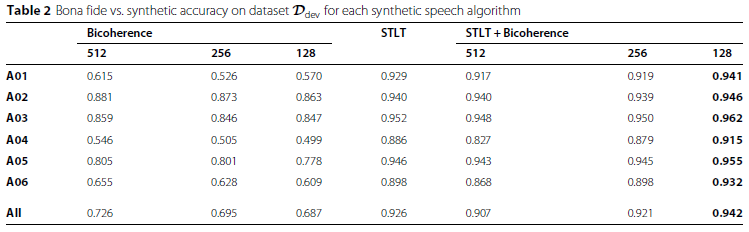 Table 2 Bona fide vs. synthetic accuracy on dataset 𝓓dev for each synthetic speech algorithm
Bicoherence STLT STLT + Bicoherence
512 256 128 512 256 128
A01 0.615 0.526 0.570 0.929 0.917 0.919 0.941
A02 0.881 0.873 0.863 0.940 0.940 0.939 0.946
A03 0.859 0.846 0.847 0.952 0.948 0.950 0.962
A04 0.546 0.505 0.499 0.886 0.827 0.879 0.915
A05 0.805 0.801 0.778 0.946 0.943 0.945 0.955
A06 0.655 0.628 0.609 0.898 0.868 0.898 0.932
All 0.726 0.695 0.687 0.926 0.907 0.921 0.942